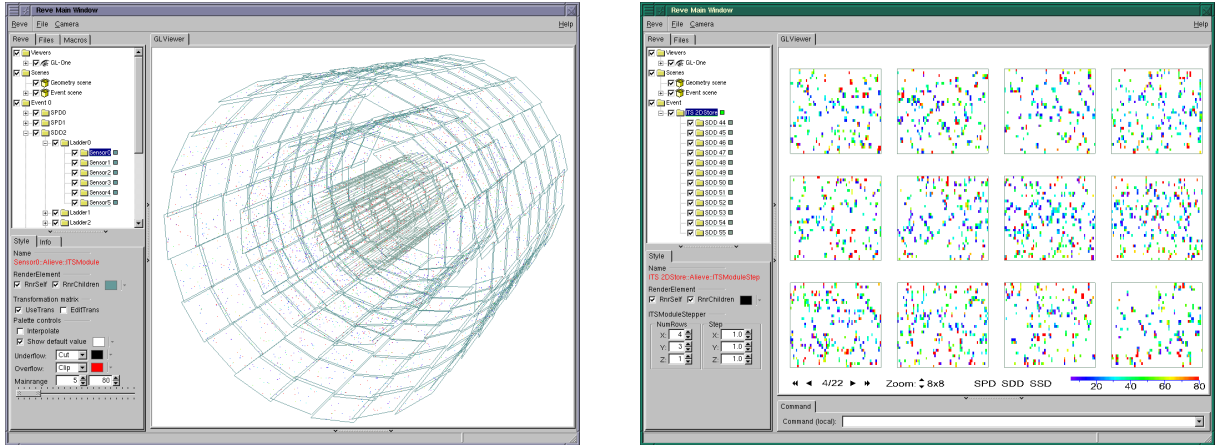 Reve Main Window
Reve File Camera Help
Reve Files Macros
GLViewer
Viewers
GL-One
Scenes
Geometry scene
Event scene
Event 0
SPD0
SPD1
SDD2
Ladder0
Sensor0
Sensor1
Sensor2
Sensor3
Sensor4
Sensor5
Ladder1
Ladder2
Style Info
Name
Sensor0::Alieve::ITSModule
RenderElement
RnrSelf RnrChildren
Transformation matrix
UseTrans EditTrans
Palette controls
Interpolate
Show default value
Underflow: Cut
Overflow: Clip
Mainrange 5 80
Reve Main Window
Reve File Camera Help
Reve Files
GLViewer
Viewers
GL-One
Scenes
Geometry scene
Event scene
Event
ITS 2DStore
SDD 44
SDD 45
SDD 46
SDD 47
SDD 48
SDD 49
SDD 50
SDD 51
SDD 52
SDD 53
SDD 54
SDD 55
Style
Name
ITS 2DStore::Alieve::ITSModuleStep
RenderElement
RnrSelf RnrChildren
ITSModuleStepper
NumRows Step
X: 4 X: 1.0
Y: 3 Y: 1.0
Z: 1 Z: 1.0
4/22 Zoom: 8x8 SPD SDD SSD 20 40 60 80
Command
Command (local):